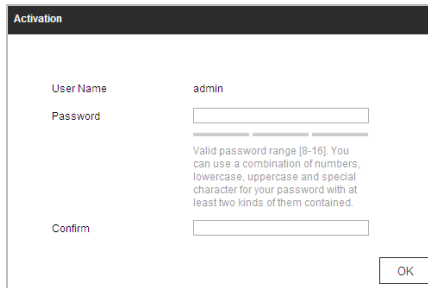 Activation
User Name admin
Password
Valid password range [8-16]. You
can use a combination of numbers,
lowercase, uppercase and special
character for your password with at
least two kinds of them contained.
Confirm
OK